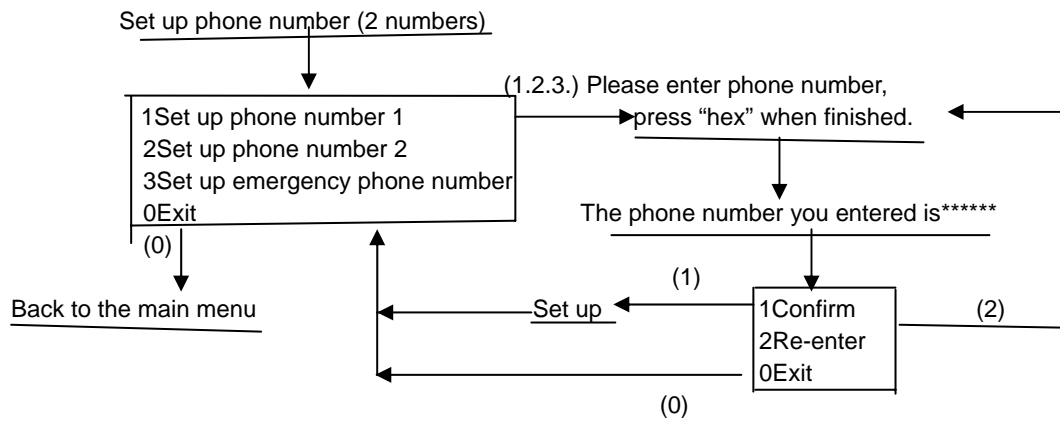 Set up phone number (2 numbers)
(1.2.3.) Please enter phone number,
press “hex” when finished.
1Set up phone number 1
2Set up phone number 2
3Set up emergency phone number
0Exit
(0)
The phone number you entered is******
Back to the main menu
Set up
(1)
1Confirm
2Re-enter
0Exit
(2)
(0)